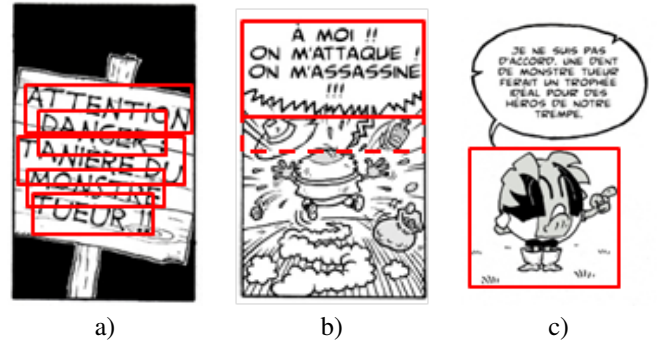 ATTENTION
DANGER !
TANIÈRE DU
MONSTRE
TUEUR !!
À MOI !!
ON M'ATTAQUE !
ON M'ASSASSINE
!!!
JE NE SUIS PAS
D'ACCORD. UNE DENT
DE MONSTRE TUEUR
FERAIT UN TROPHÉE
IDÉAL POUR DES
HÉROS DE NOTRE
TREMPE.
a)
b)
c)